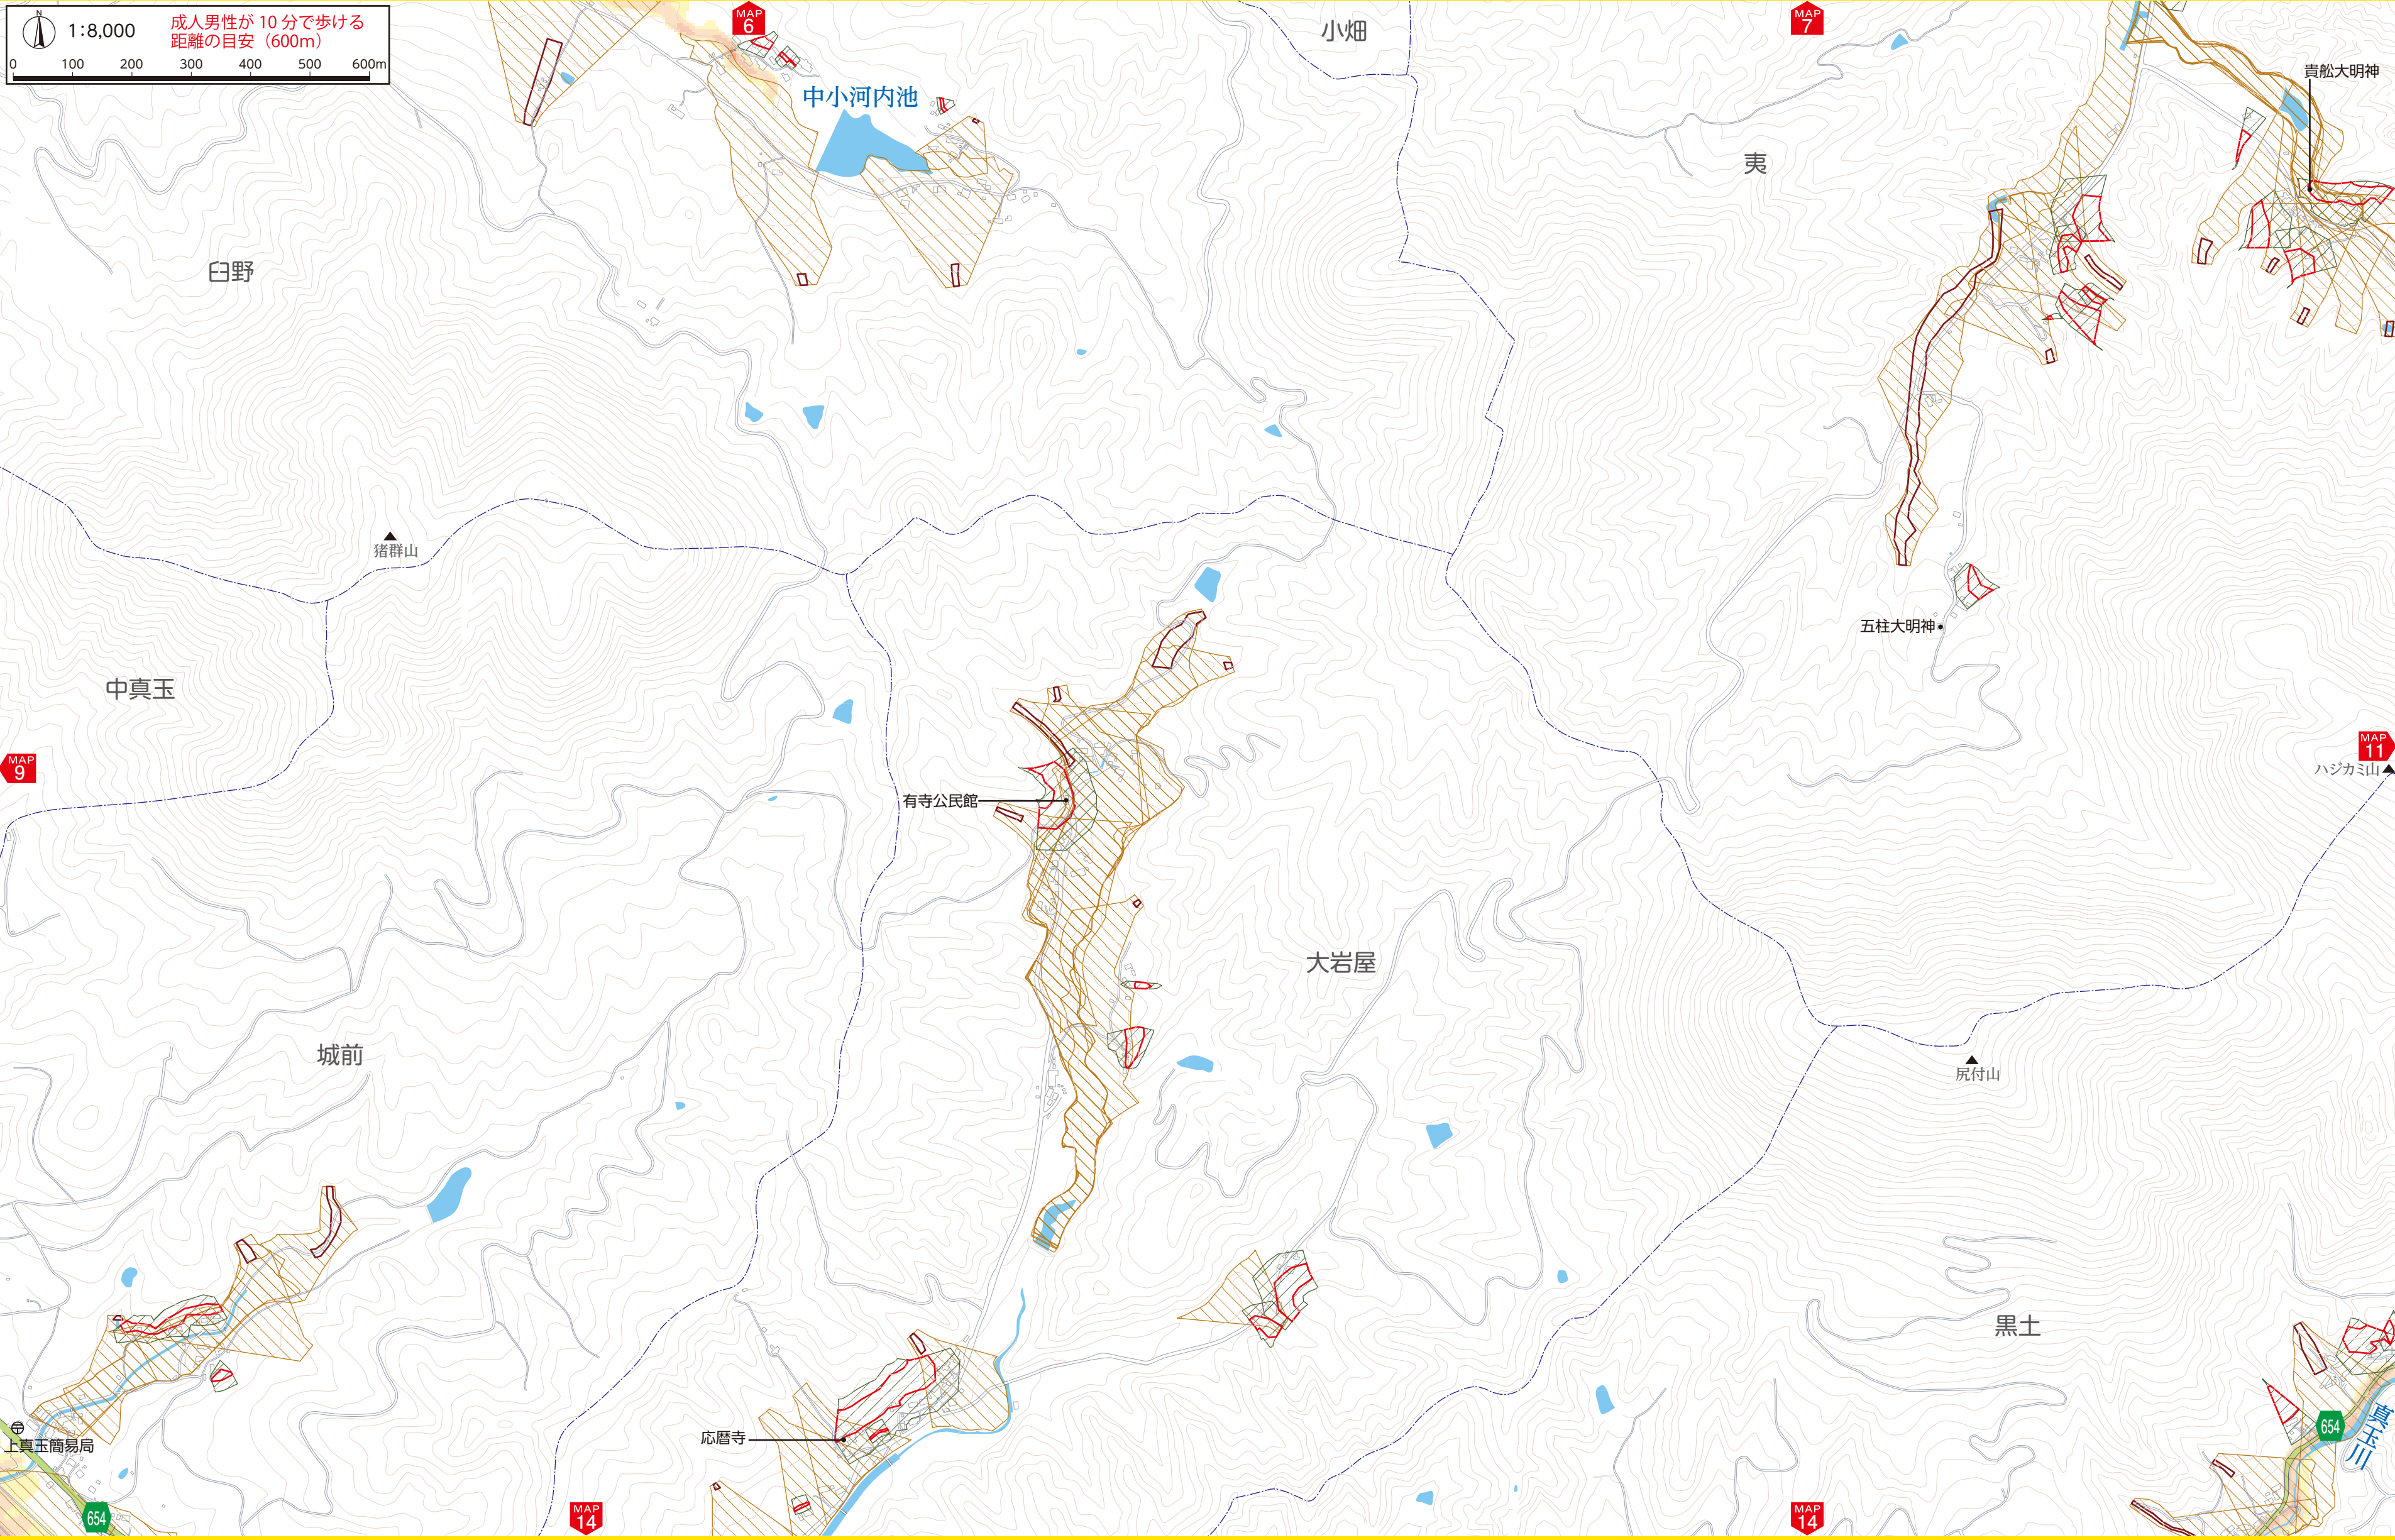 N
1:8,000
成人男性が 10 分で歩ける
距離の目安（600m）
0 100 200 300 400 500 600m
MAP
6
MAP
7
小畑
貴舩大明神
中小河内池
夷
臼野
猪群山
五柱大明神
中真玉
MAP
9
MAP
11
ハジカミ山
有寺公民館
大岩屋
城前
尻付山
黒土
上真玉簡易局
応暦寺
654
654
真玉川
MAP
14
MAP
14